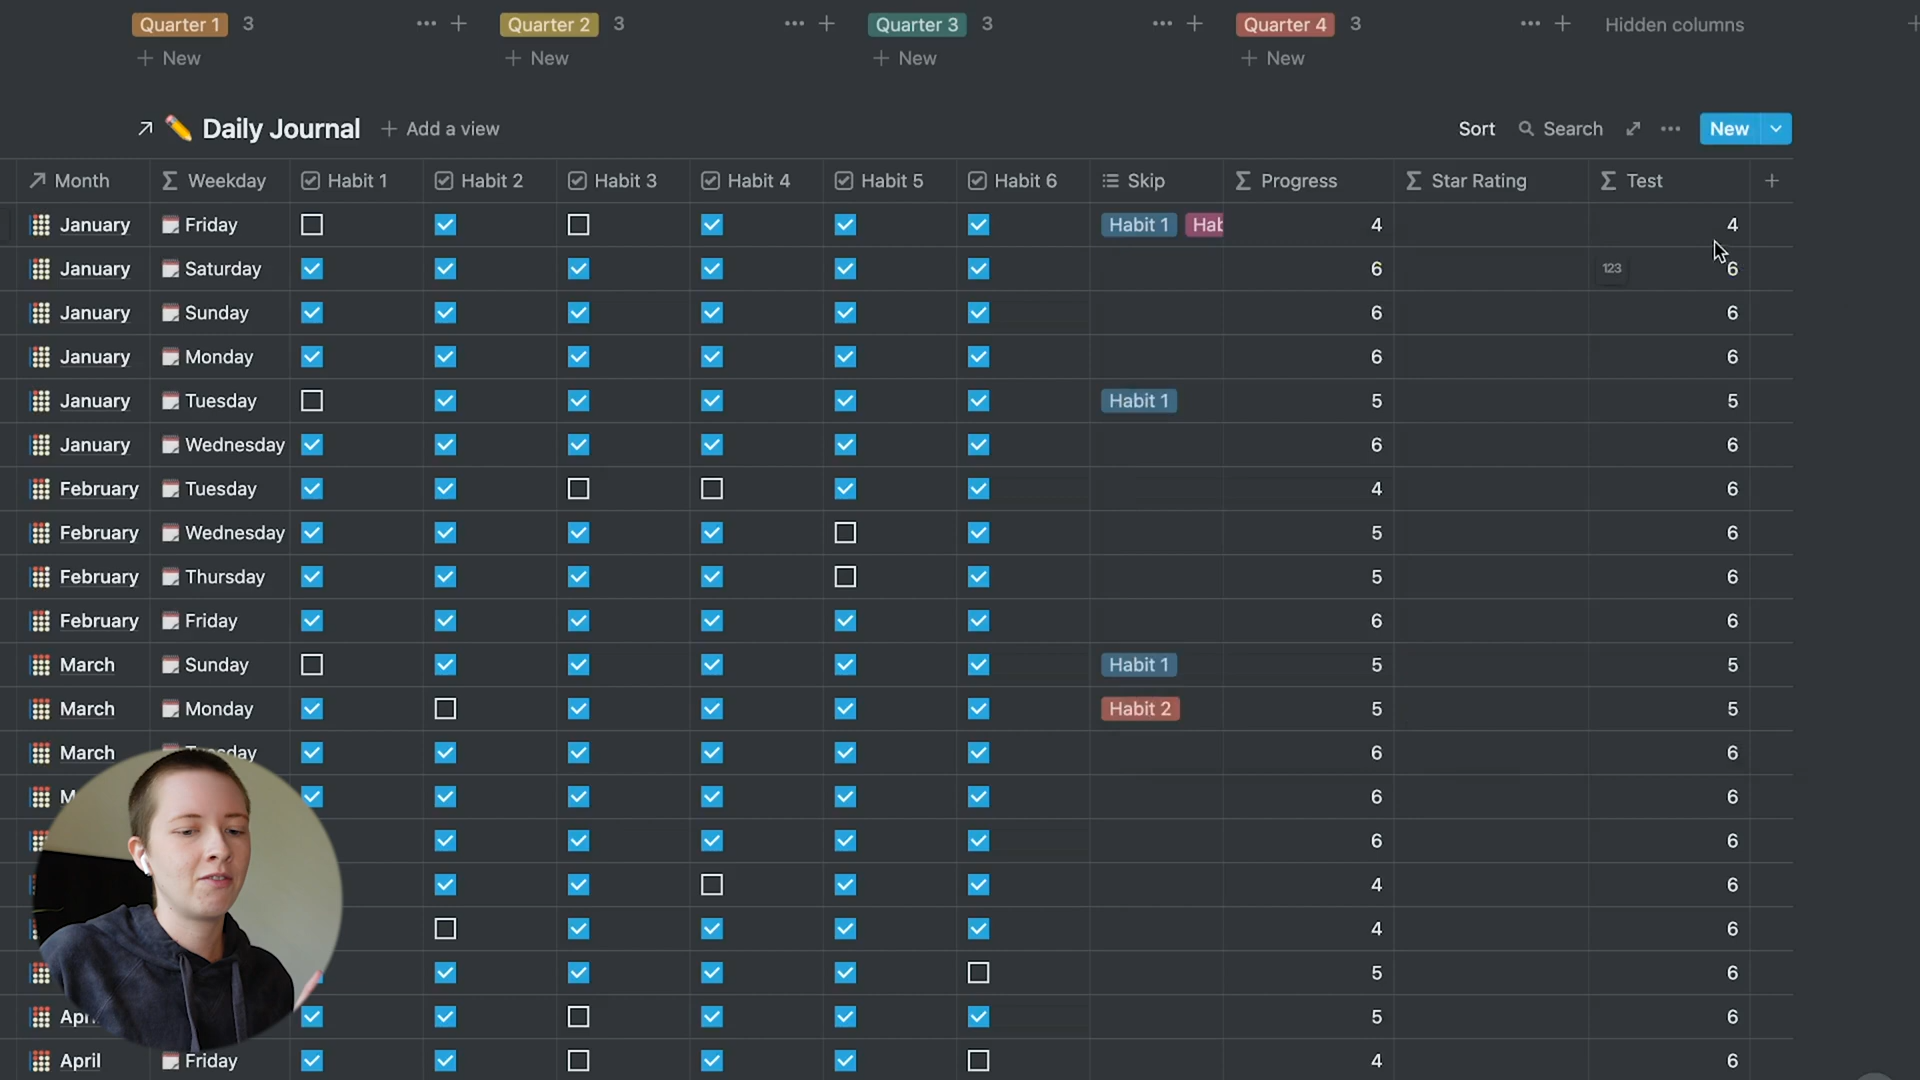 Quarter 1 3 Quarter 2 3 Quarter 3 3 Quarter 4 3 Hidden columns
New New New New
Daily Journal Add a view Sort Search New
Month Weekday Habit 1 Habit 2 Habit 3 Habit 4 Habit 5 Habit 6 Skip Progress Star Rating Test
January Friday Habit 1 Hab 4 4
January Saturday 6 123 6
January Sunday 6 6
January Monday 6 6
January Tuesday Habit 1 5 5
January Wednesday 6 6
February Tuesday 4 6
February Wednesday 5 6
February Thursday 5 6
February Friday 6 6
March Sunday Habit 1 5 5
March Monday Habit 2 5 5
March Tuesday 6 6
M 6 6
6 6
4 6
4 6
5 6
Apr 5 6
April Friday 4 6